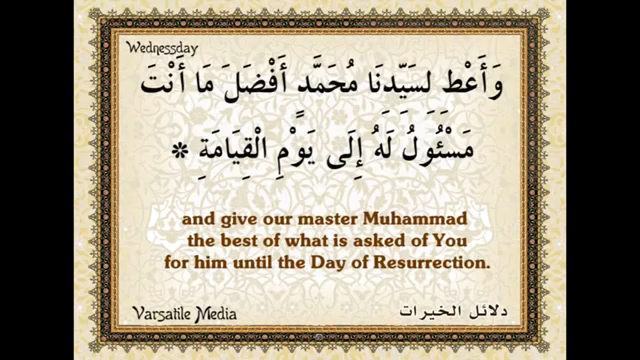 Wednessday
وَأَعْطِ لِسَيِّدِنَا مُحَمَّدٍ أَفْضَلَ مَا أَنْتَ
مَسْئُولٌ لَهُ إِلَى يَوْمِ الْقِيَامَةِ *
and give our master Muhammad
the best of what is asked of You
for him until the Day of Resurrection.
Varsatile Media
دلائل الخيرات